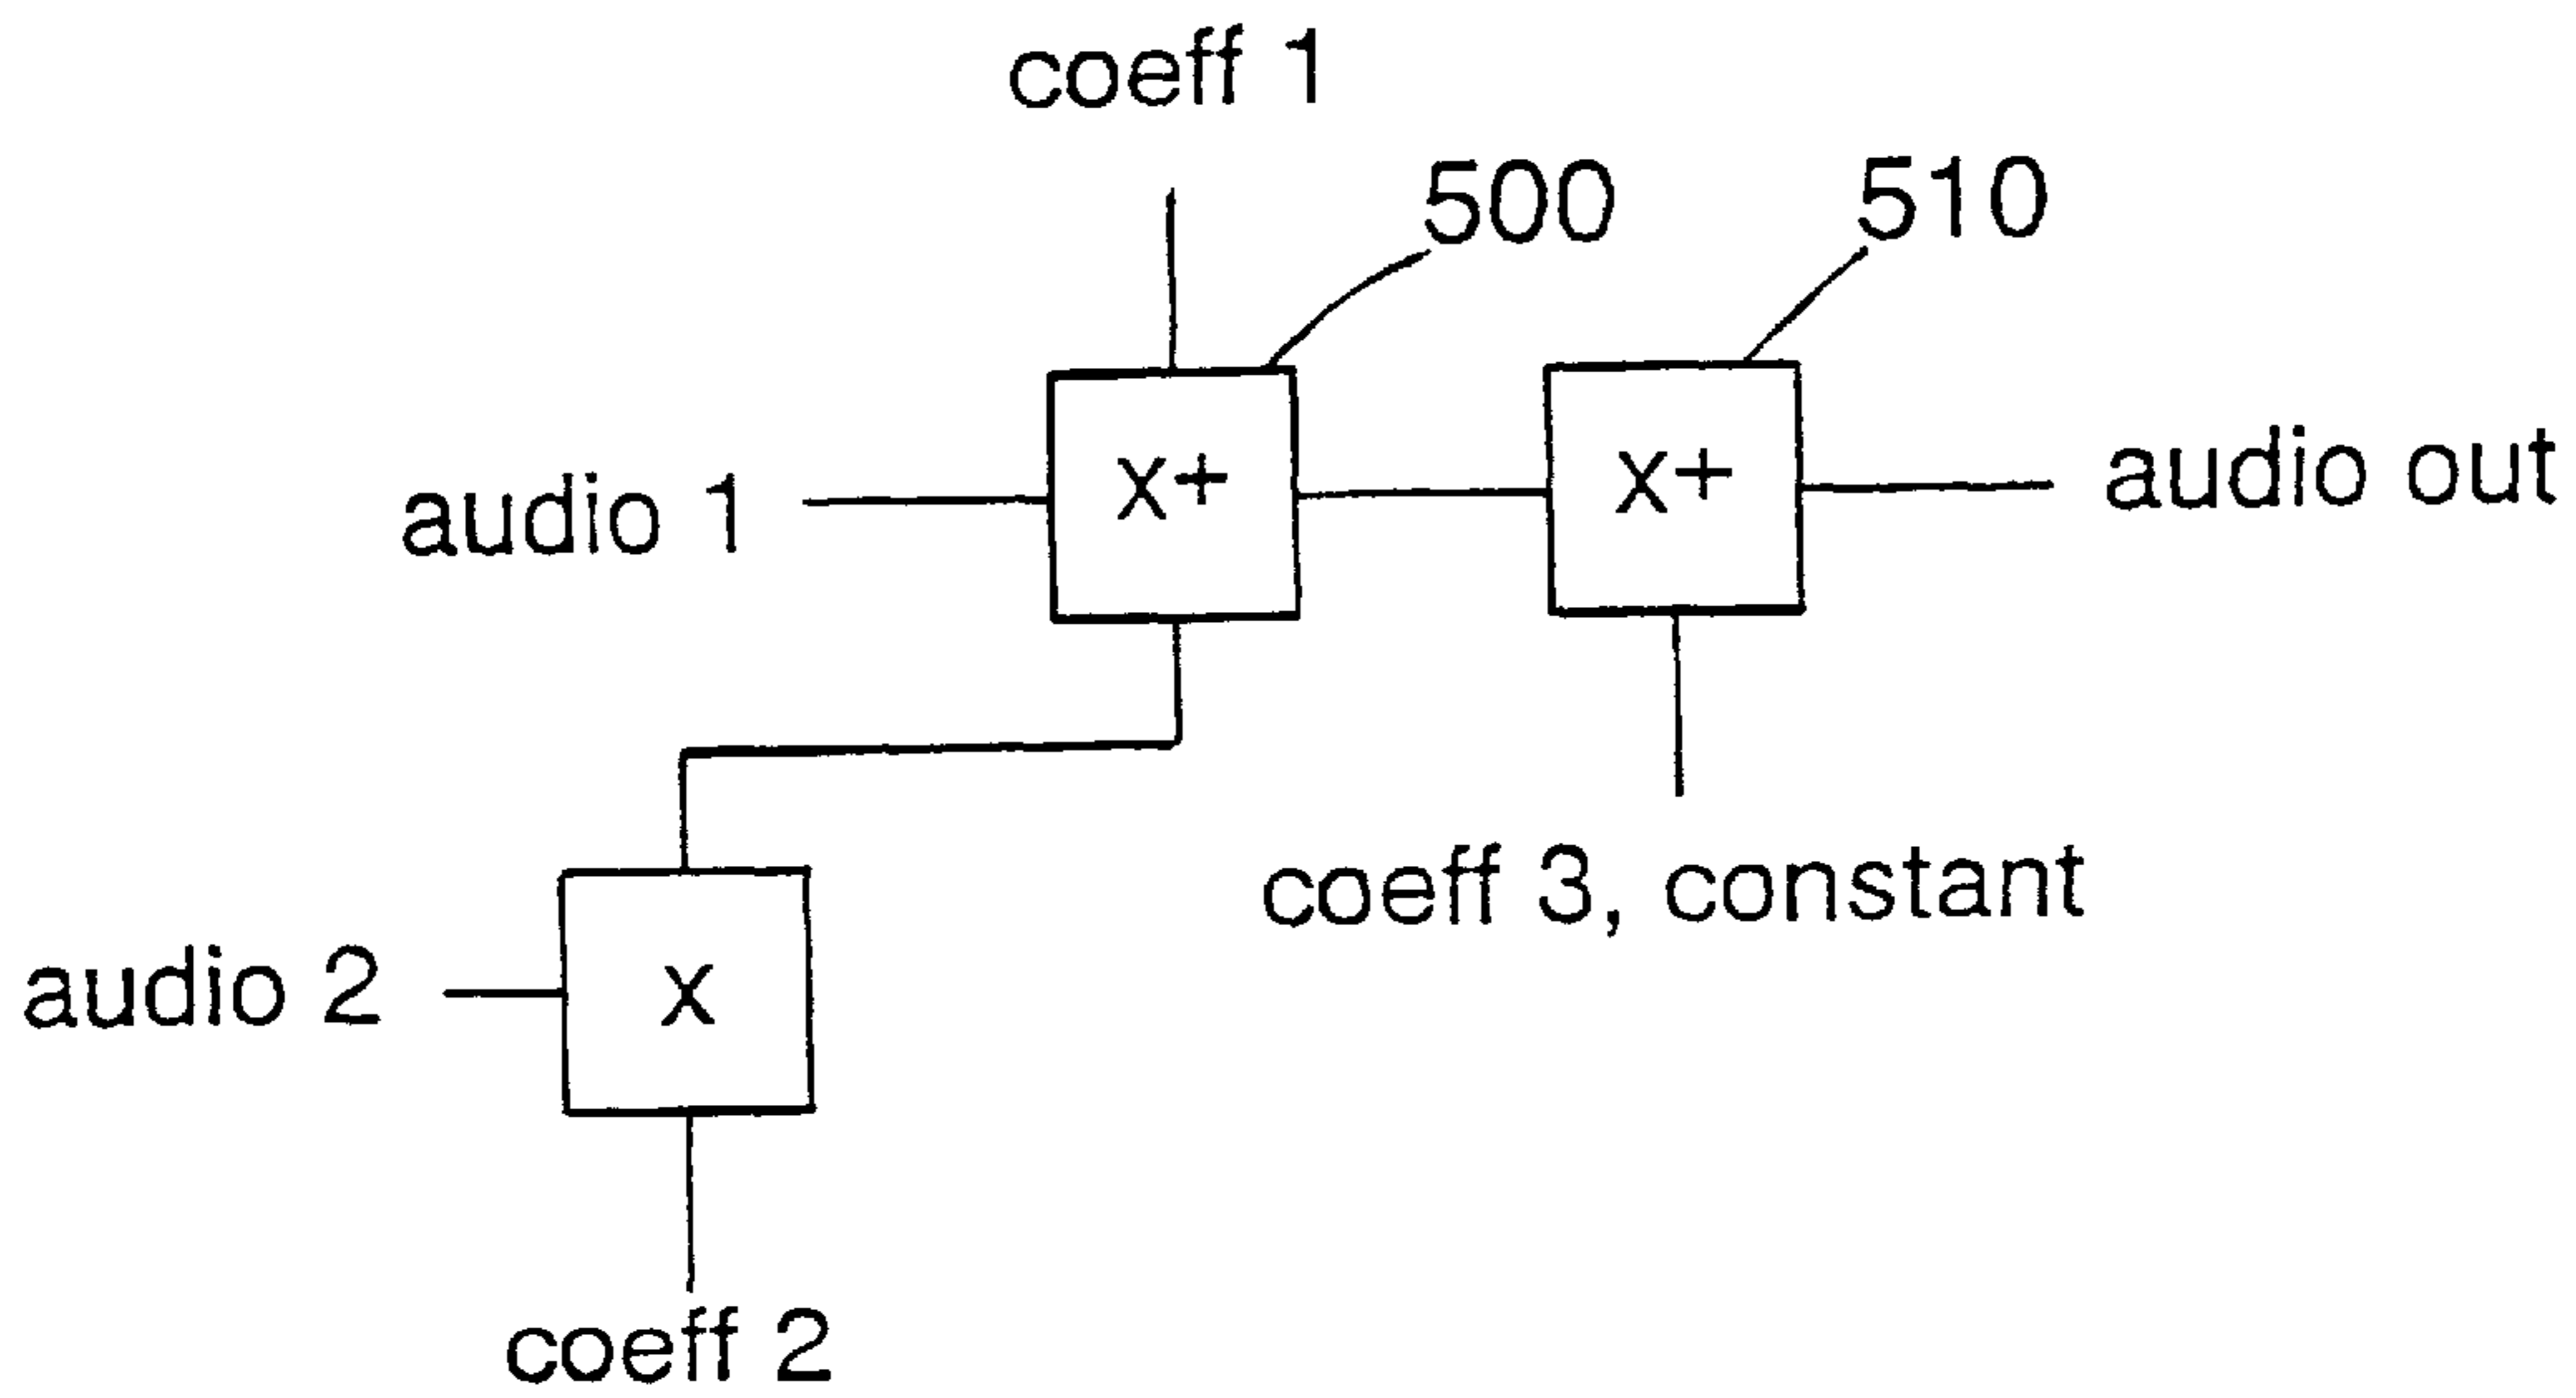 coeff 1
500
510
audio 1
x+
x+
audio out
coeff 3, constant
audio 2
x
coeff 2